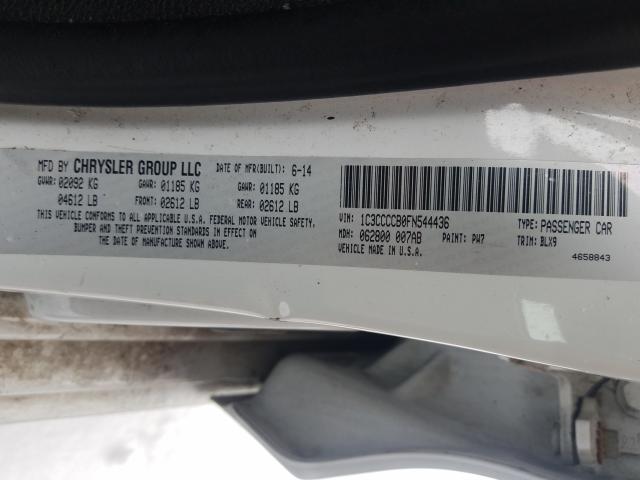 MFD BY CHRYSLER GROUP LLC DATE OF MFR(BUILT): 6-14
GVWR: 02092 KG GAWR: 01185 KG GAWR: 01185 KG
04612 LB FRONT: 02612 LB REAR: 02612 LB
THIS VEHICLE CONFORMS TO ALL APPLICABLE U.S.A. FEDERAL MOTOR VEHICLE SAFETY,
BUMPER AND THEFT PREVENTION STANDARDS IN EFFECT ON
THE DATE OF MANUFACTURE SHOWN ABOVE.
VIN: 1C3CCCCB0FN544436 TYPE: PASSENGER CAR
MDH: 062800 007AB PAINT: PW7 TRIM: BLX9
VEHICLE MADE IN U.S.A. 4658843